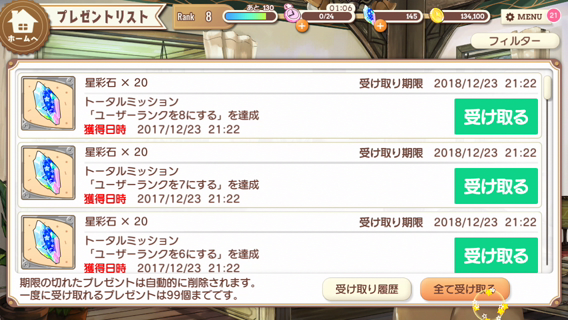 プレゼントリスト
Rank 8
あと 130
01:06
0/24
145
134,100
MENU
21
ホームへ
フィルター
星彩石 × 20
受け取り期限 2018/12/23 21:22
トータルミッション
「ユーザーランクを8にする」を達成
獲得日時 2017/12/23 21:22
受け取る
星彩石 × 20
受け取り期限 2018/12/23 21:22
トータルミッション
「ユーザーランクを7にする」を達成
獲得日時 2017/12/23 21:22
受け取る
星彩石 × 20
受け取り期限 2018/12/23 21:22
トータルミッション
「ユーザーランクを6にする」を達成
獲得日時 2017/12/23 21:22
受け取る
期限の切れたプレゼントは自動的に削除されます。
一度に受け取れるプレゼントは99個までです。
受け取り履歴
全て受け取る